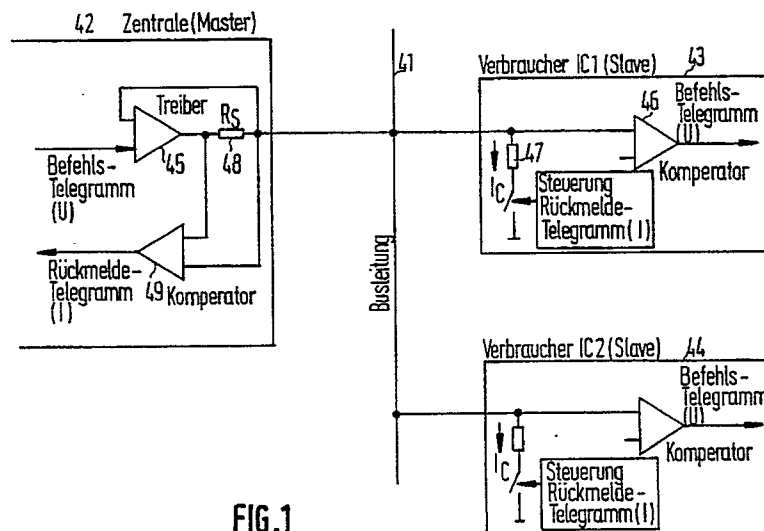 42 Zentrale (Master)
Treiber
RS
45
48
Befehls-
Telegramm
(U)
Rückmelde-
Telegramm
(I)
49
Komperator
41
Busleitung
Verbraucher IC1 (Slave)
43
46
Befehls-
Telegramm
(U)
Komperator
47
IC
Steuerung
Rückmelde-
Telegramm (I)
Verbraucher IC2 (Slave)
44
Befehls-
Telegramm
(U)
Komperator
IC
Steuerung
Rückmelde-
Telegramm (I)
FIG.1